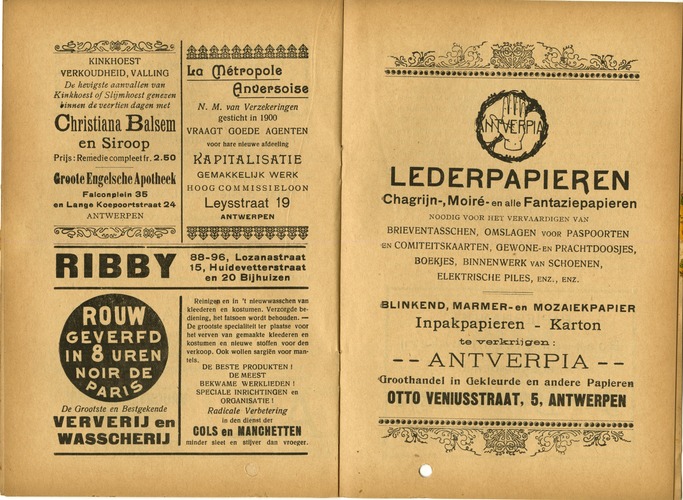 KINKHOEST
VERKOUDHEID, VALLING
De hevigste aanvallen van
Kinkhoest of Slijmhoest genezen
binnen de veertien dagen met
Christiana Balsem
en Siroop
Prijs: Remedie compleet fr. 2.50
Groote Engelsche Apotheek
Falconplein 35
en Lange Koepoortstraat 24
ANTWERPEN
La Métropole
Anversoise
N. M. van Verzekeringen
gesticht in 1900
VRAAGT GOEDE AGENTEN
voor hare nieuwe afdeeling
KAPITALISATIE
GEMAKKELIJK WERK
HOOG COMMISSIELOON
Leysstraat 19
ANTWERPEN
RIBBY
88-96, Lozanastraat
15, Huidevetterstraat
en 20 Bijhuizen
ROUW
GEVERFD
IN 8 UREN
NOIR DE
PARIS
De Grootste en Bestgekende
VERVERIJ en
WASSCHERIJ
Reinigen en in 't nieuwwasschen van
kleederen en kostumen. Verzorgde be-
diening, het fatsoen wordt behouden. —
De grootste specialiteit ter plaatse voor
het verven van gemaakte kleederen en
kostumen en nieuwe stoffen voor den
verkoop. Ook wollen sargiën voor man-
tels.
DE BESTE PRODUKTEN !
DE MEEST
BEKWAME WERKLIEDEN !
SPECIALE INRICHTINGEN en
ORGANISATIE !
Radicale Verbetering
in den dienst der
COLS en MANCHETTEN
minder sleet en stijver dan vroeger.
ANTVERPIA
LEDERPAPIEREN
Chagrijn-, Moiré- en alle Fantaziepapieren
NOODIG VOOR HET VERVAARDIGEN VAN
BRIEVENTASSCHEN, OMSLAGEN VOOR PASPOORTEN
EN COMITEITSKAARTEN, GEWONE- EN PRACHTDOOSJES,
BOEKJES, BINNENWERK VAN SCHOENEN,
ELEKTRISCHE PILES, ENZ., ENZ.
BLINKEND, MARMER- en MOZAIEKPAPIER
Inpakpapieren - Karton
te verkrijgen :
-- ANTVERPIA --
Groothandel in Gekleurde en andere Papieren
OTTO VENIUSSTRAAT, 5, ANTWERPEN